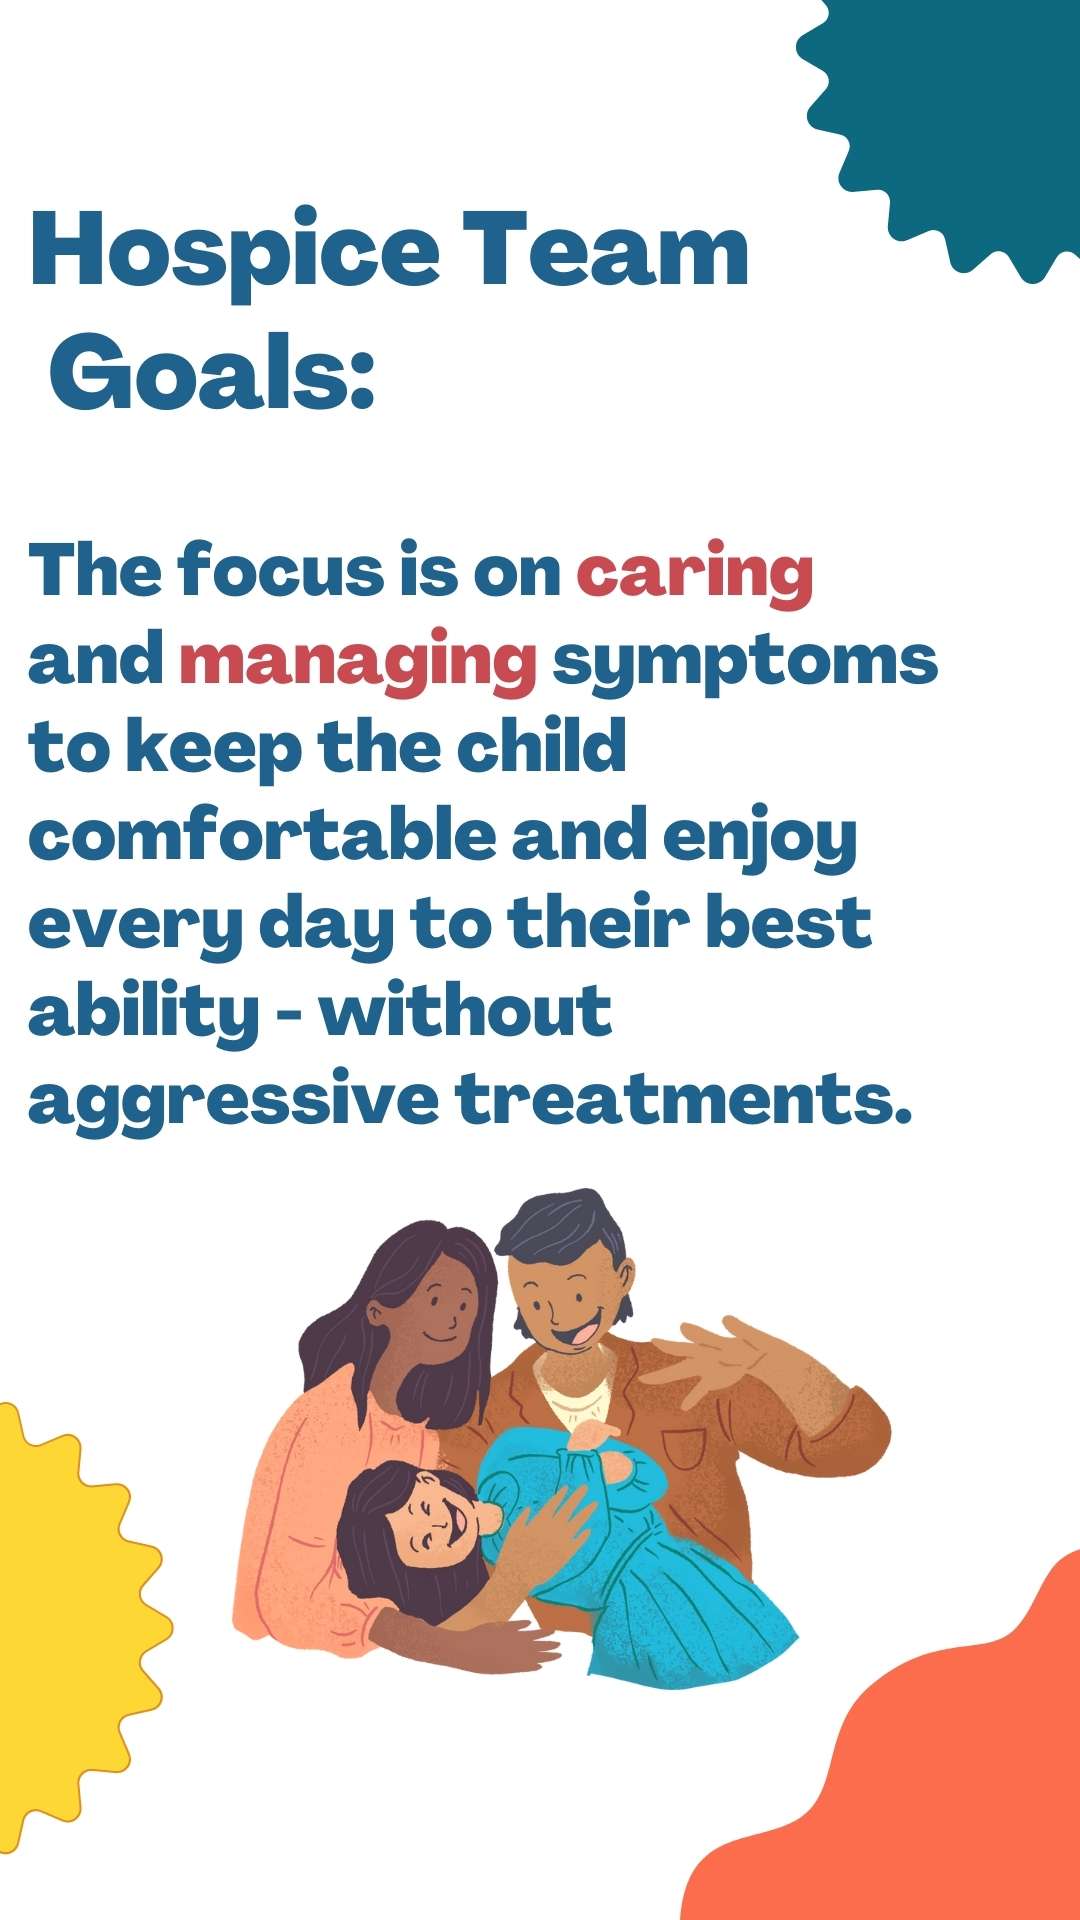 Hospice Team
Goals:
The focus is on caring
and managing symptoms
to keep the child
comfortable and enjoy
every day to their best
ability - without
aggressive treatments.